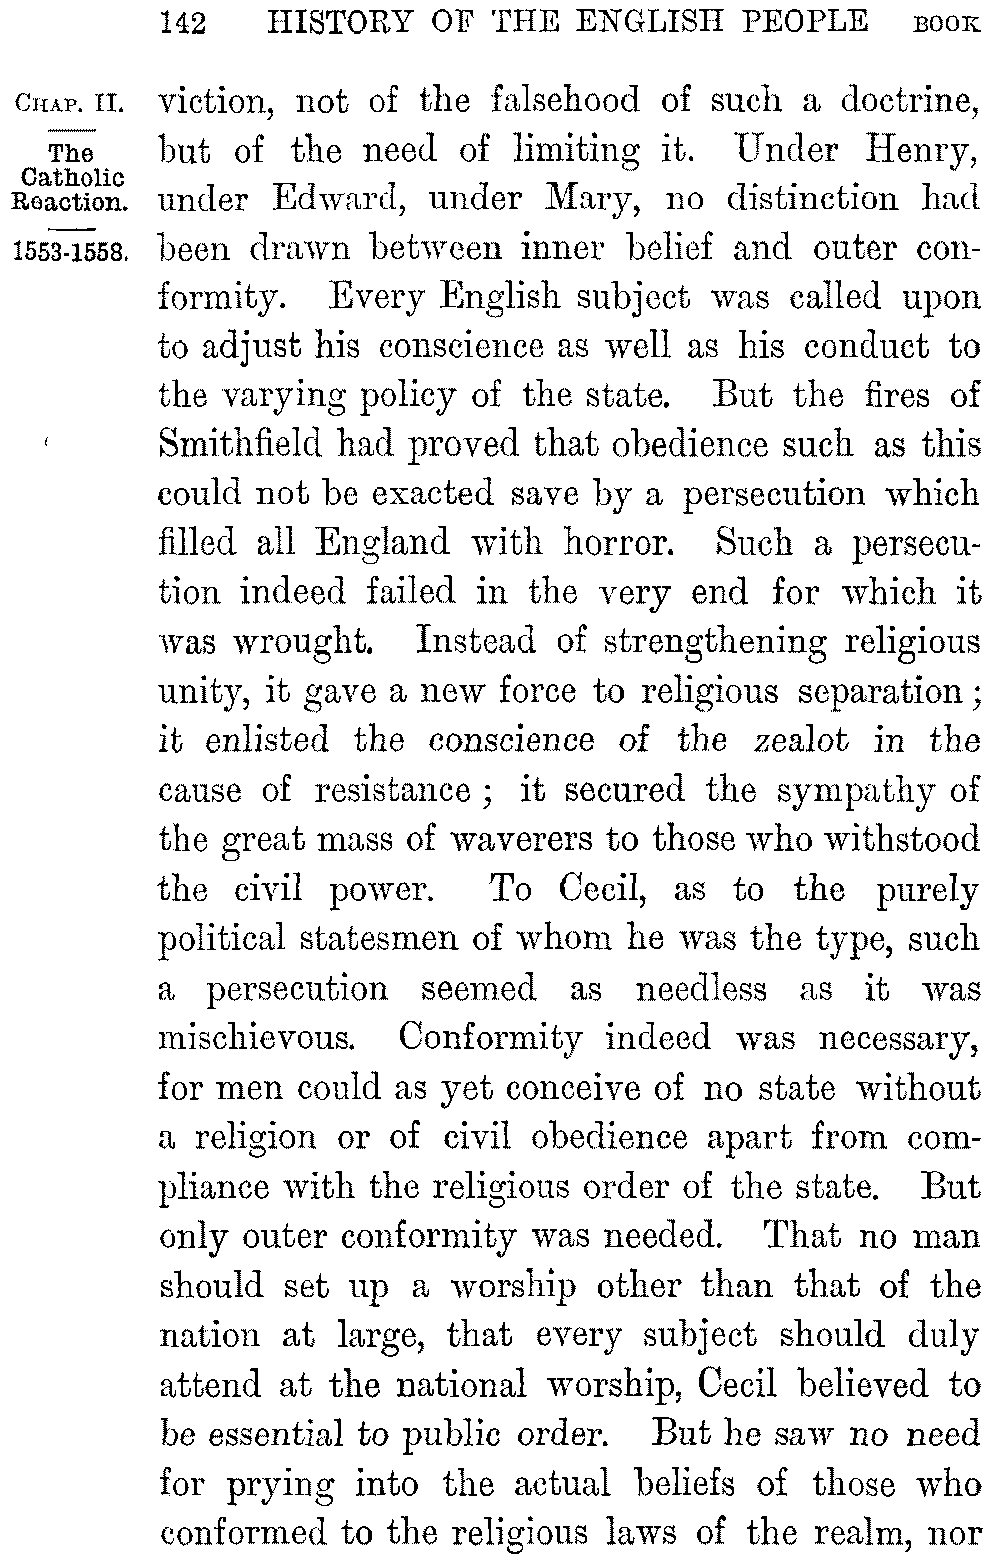 142 HISTORY OF THE ENGLISH PEOPLE BOOK
CHAP. II.
The
Catholic
Reaction.
1553-1558.
viction, not of the falsehood of such a doctrine,
but of the need of limiting it. Under Henry,
under Edward, under Mary, no distinction had
been drawn between inner belief and outer con-
formity. Every English subject was called upon
to adjust his conscience as well as his conduct to
the varying policy of the state. But the fires of
Smithfield had proved that obedience such as this
could not be exacted save by a persecution which
filled all England with horror. Such a persecu-
tion indeed failed in the very end for which it
was wrought. Instead of strengthening religious
unity, it gave a new force to religious separation ;
it enlisted the conscience of the zealot in the
cause of resistance ; it secured the sympathy of
the great mass of waverers to those who withstood
the civil power. To Cecil, as to the purely
political statesmen of whom he was the type, such
a persecution seemed as needless as it was
mischievous. Conformity indeed was necessary,
for men could as yet conceive of no state without
a religion or of civil obedience apart from com-
pliance with the religious order of the state. But
only outer conformity was needed. That no man
should set up a worship other than that of the
nation at large, that every subject should duly
attend at the national worship, Cecil believed to
be essential to public order. But he saw no need
for prying into the actual beliefs of those who
conformed to the religious laws of the realm, nor